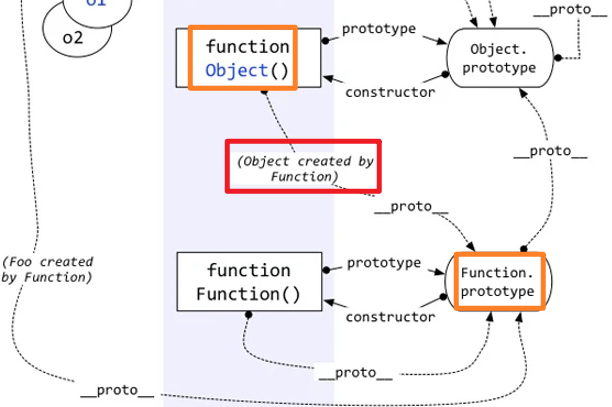 o1
o2
__proto__
function
Object()
prototype
constructor
Object.
prototype
(Object created by
Function)
__proto__
__proto__
(Foo created
by Function)
function
Function()
prototype
constructor
Function.
prototype
__proto__
__proto__